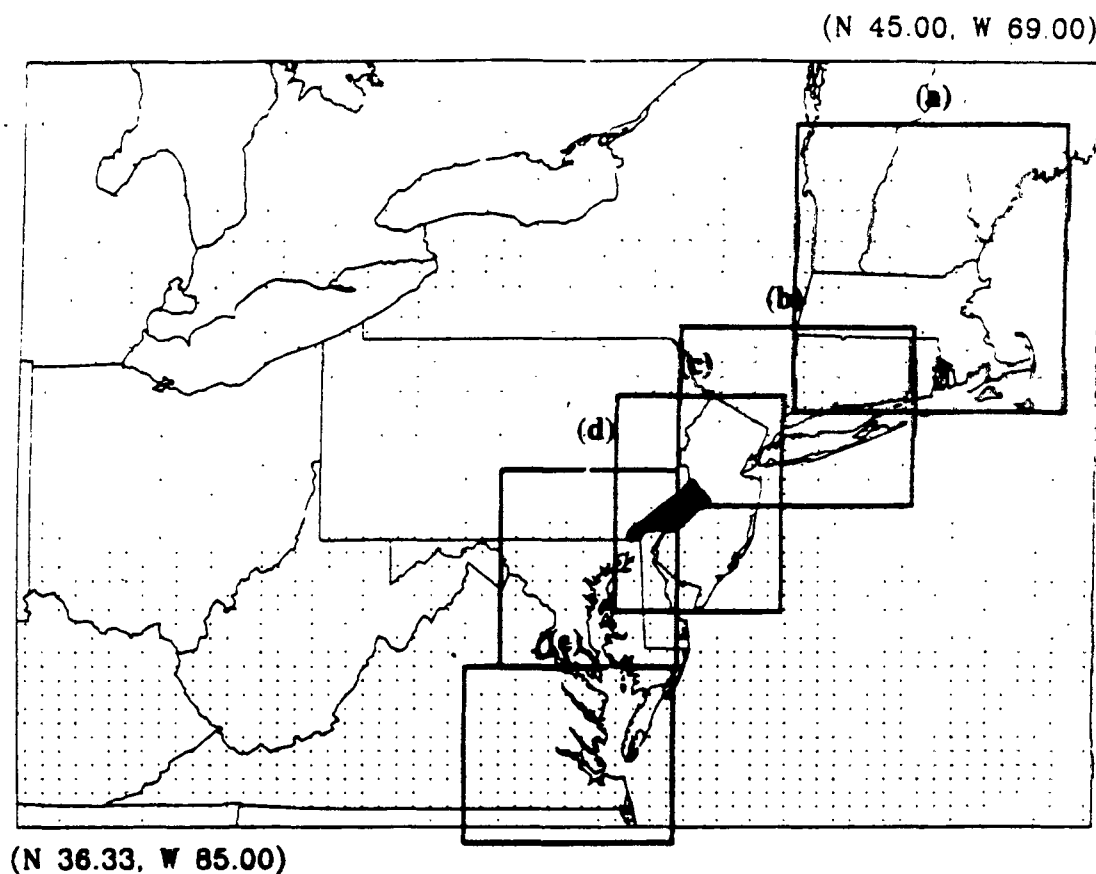 (N 45.00, W 69.00)
(a)
(b)
(c)
(d)
(e)
(N 36.33, W 85.00)